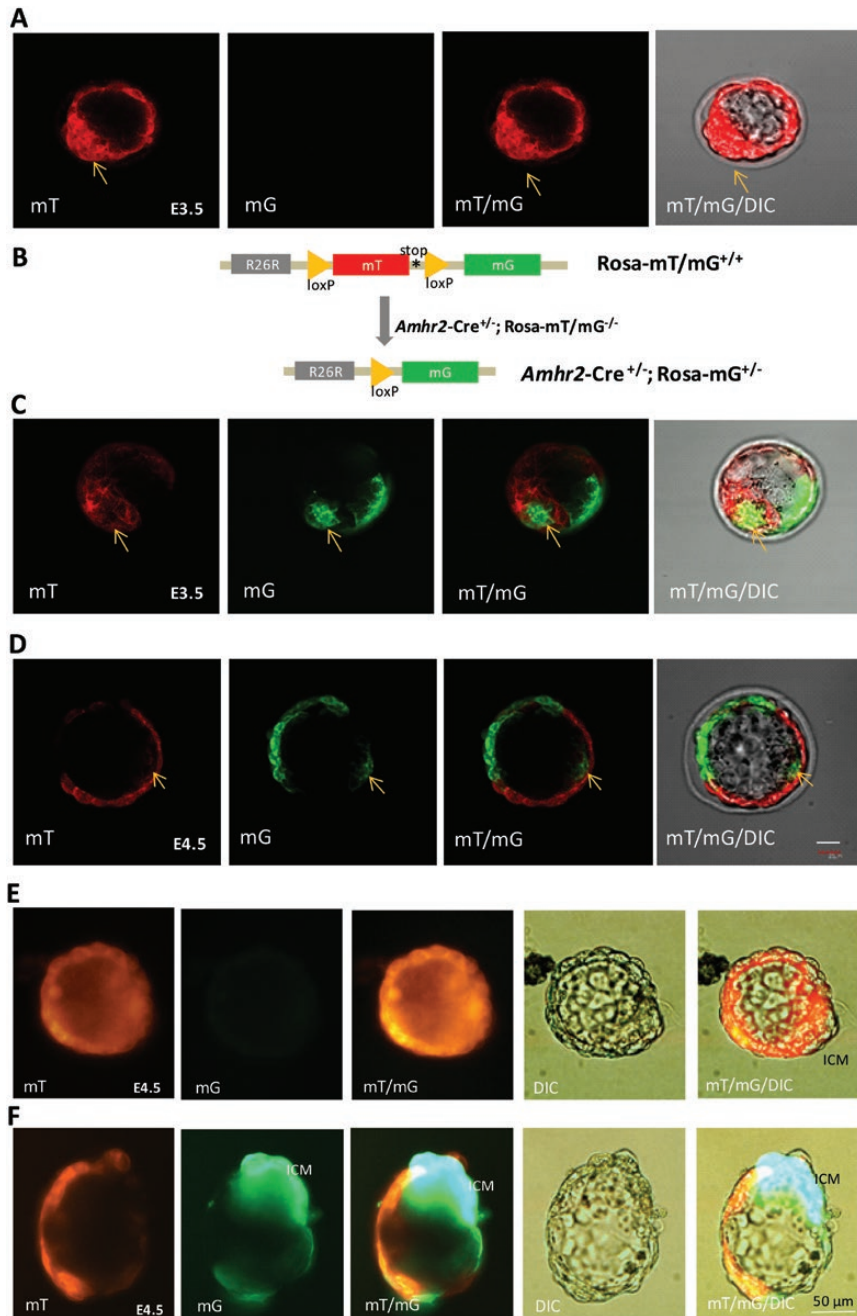 A
mT
E3.5
mG
mT/mG
mT/mG/DIC
B
R26R
loxP
mT
stop
*
loxP
mG
Rosa-mT/mG+/+
Amhr2-Cre+/-; Rosa-mT/mG-/-
R26R
loxP
mG
Amhr2-Cre+/-; Rosa-mG+/-
C
mT
E3.5
mG
mT/mG
mT/mG/DIC
D
mT
E4.5
mG
mT/mG
mT/mG/DIC
E
mT
E4.5
mG
mT/mG
DIC
ICM
mT/mG/DIC
F
mT
E4.5
ICM
mG
ICM
mT/mG
DIC
ICM
mT/mG/DIC
50 µm